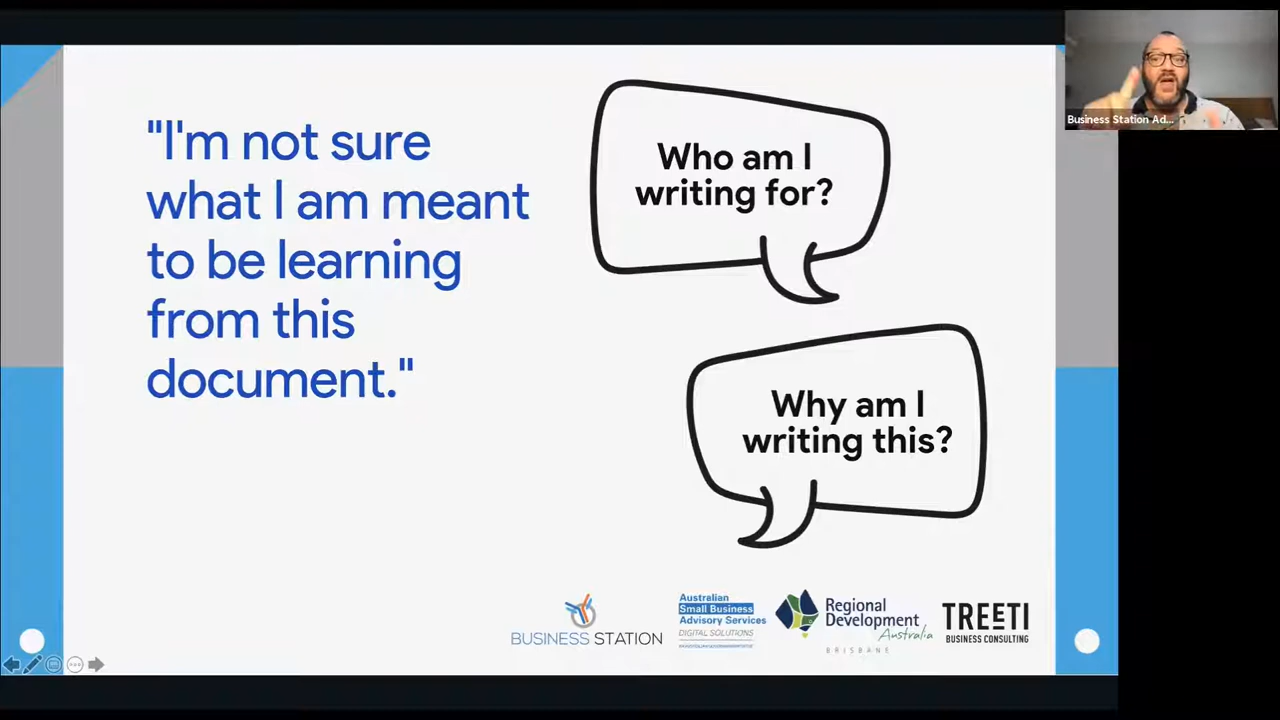 "I'm not sure
what I am meant
to be learning
from this
document."
Who am I
writing for?
Why am I
writing this?
BUSINESS STATION
Australian
Small Business
Advisory Services
DIGITAL SOLUTIONS
Regional
Development
Australia
BRISBANE
TREETI
BUSINESS CONSULTING
Business Station Ad...